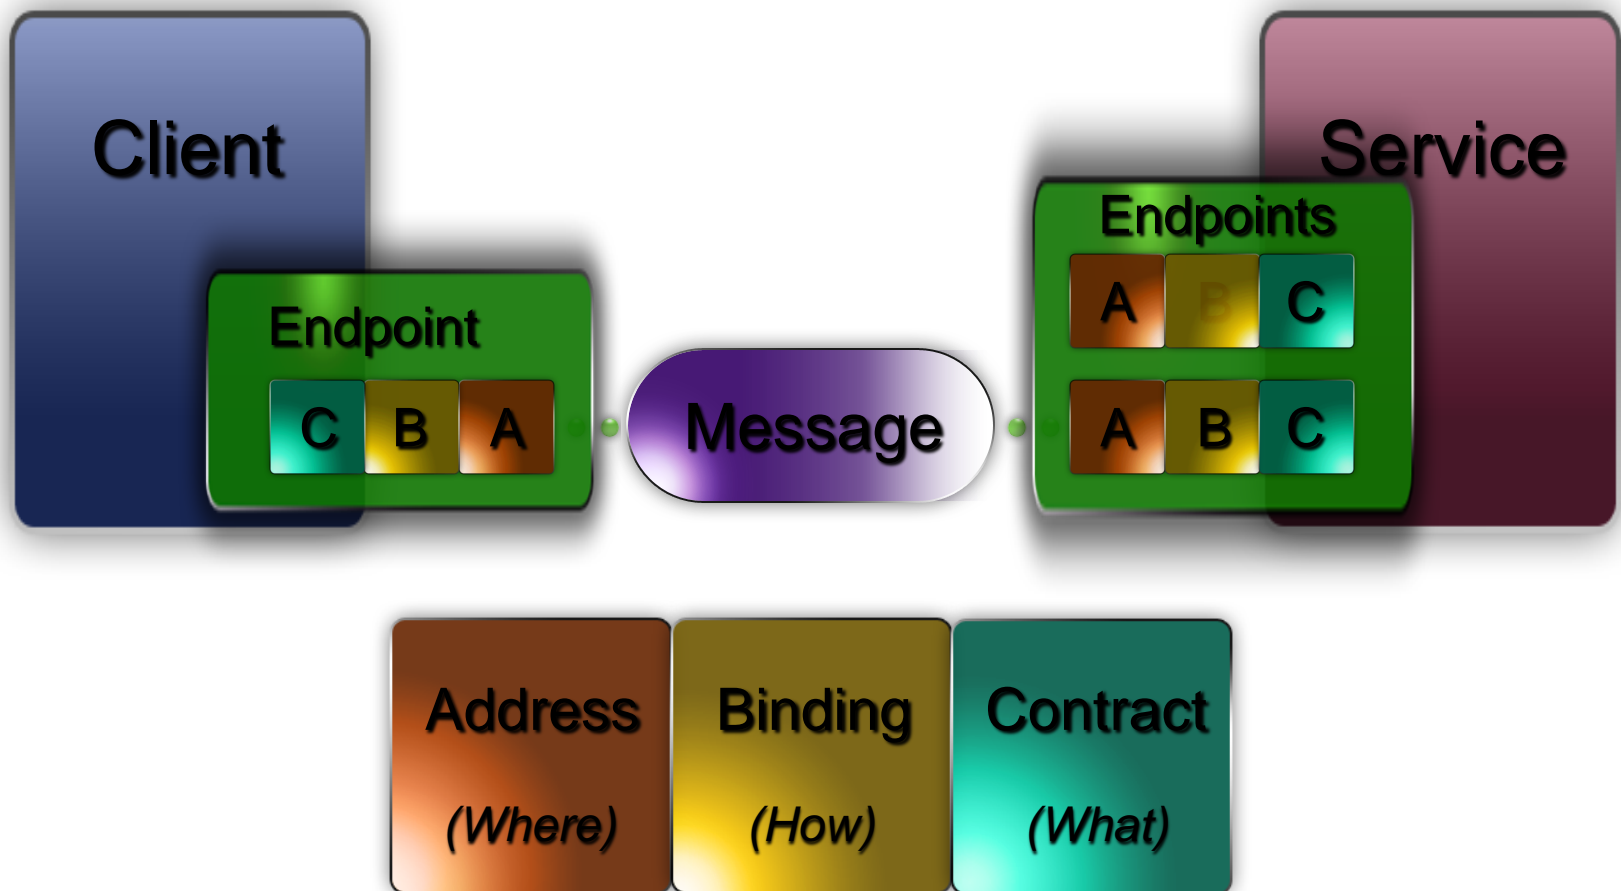 Client
Service
Endpoints
A B C
Endpoint
C B A
Message
A B C
Address
Binding
Contract
(Where)
(How)
(What)